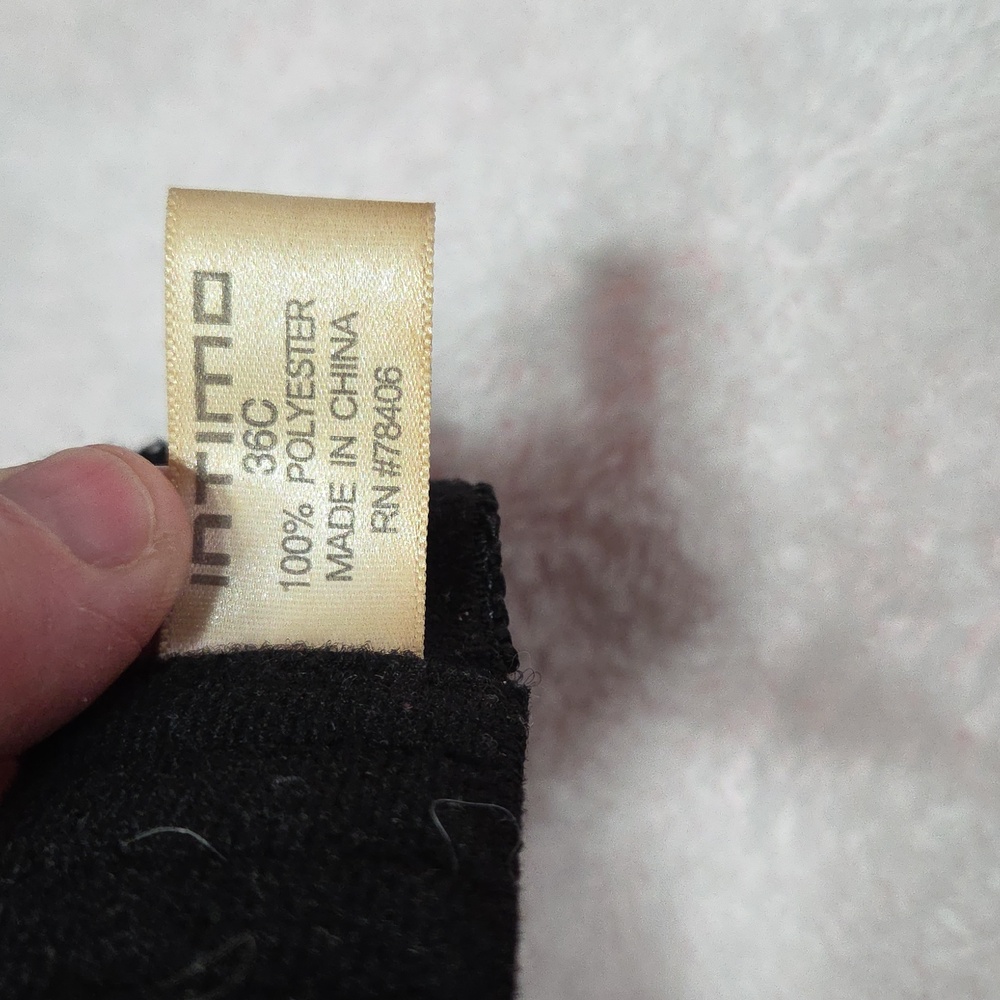 INTIMO
36C
100% POLYESTER
MADE IN CHINA
RN #78406